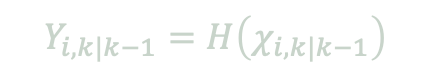 Y_{i,k|k-1} = H(χ_{i,k|k-1})